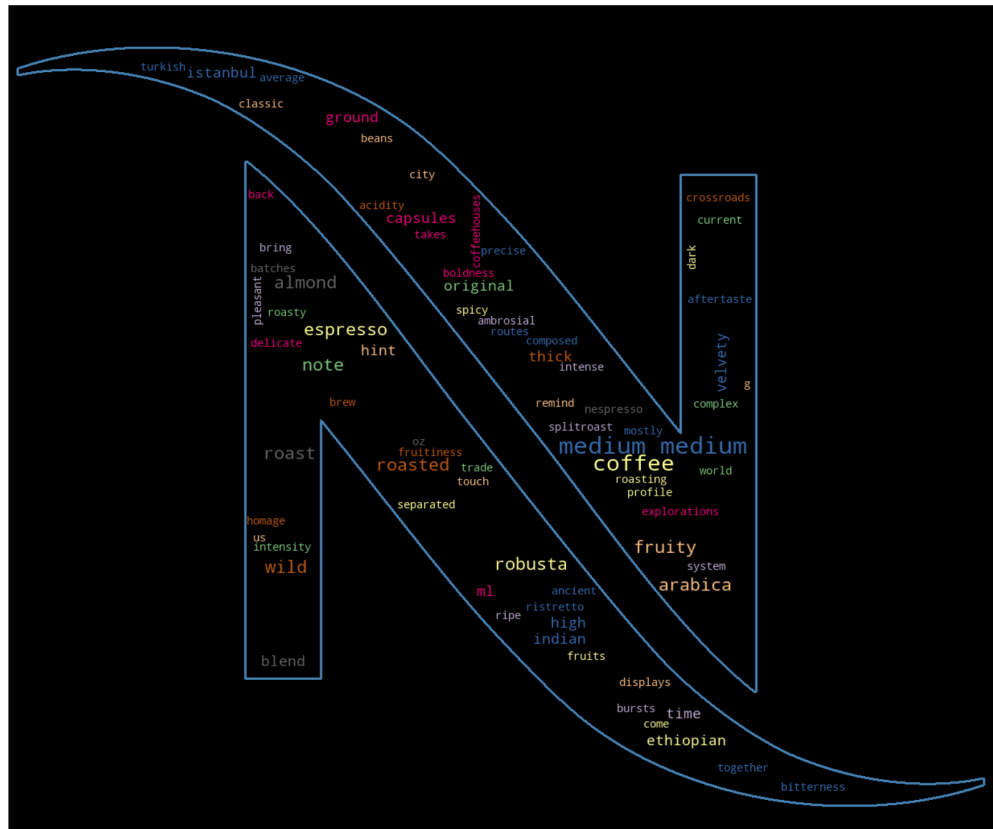 turkish istanbul average
classic
ground
beans
city
back
crossroads
acidity
coffeehouses
capsules
current
takes
bring
precise
dark
batches
boldness
almond
pleasant
original
aftertaste
roasty
spicy
ambrosial
espresso
routes
delicate
composed
hint
thick
velvety
note
intense
g
brew
remind
nespresso
complex
splitroast
mostly
oz
medium medium
roast
fruitiness
roasted
coffee
trade
world
touch
roasting
profile
separated
explorations
homage
us
intensity
fruity
wild
robusta
system
arabica
ml
ancient
ristretto
ripe
high
indian
blend
fruits
displays
bursts
time
come
ethiopian
together
bitterness